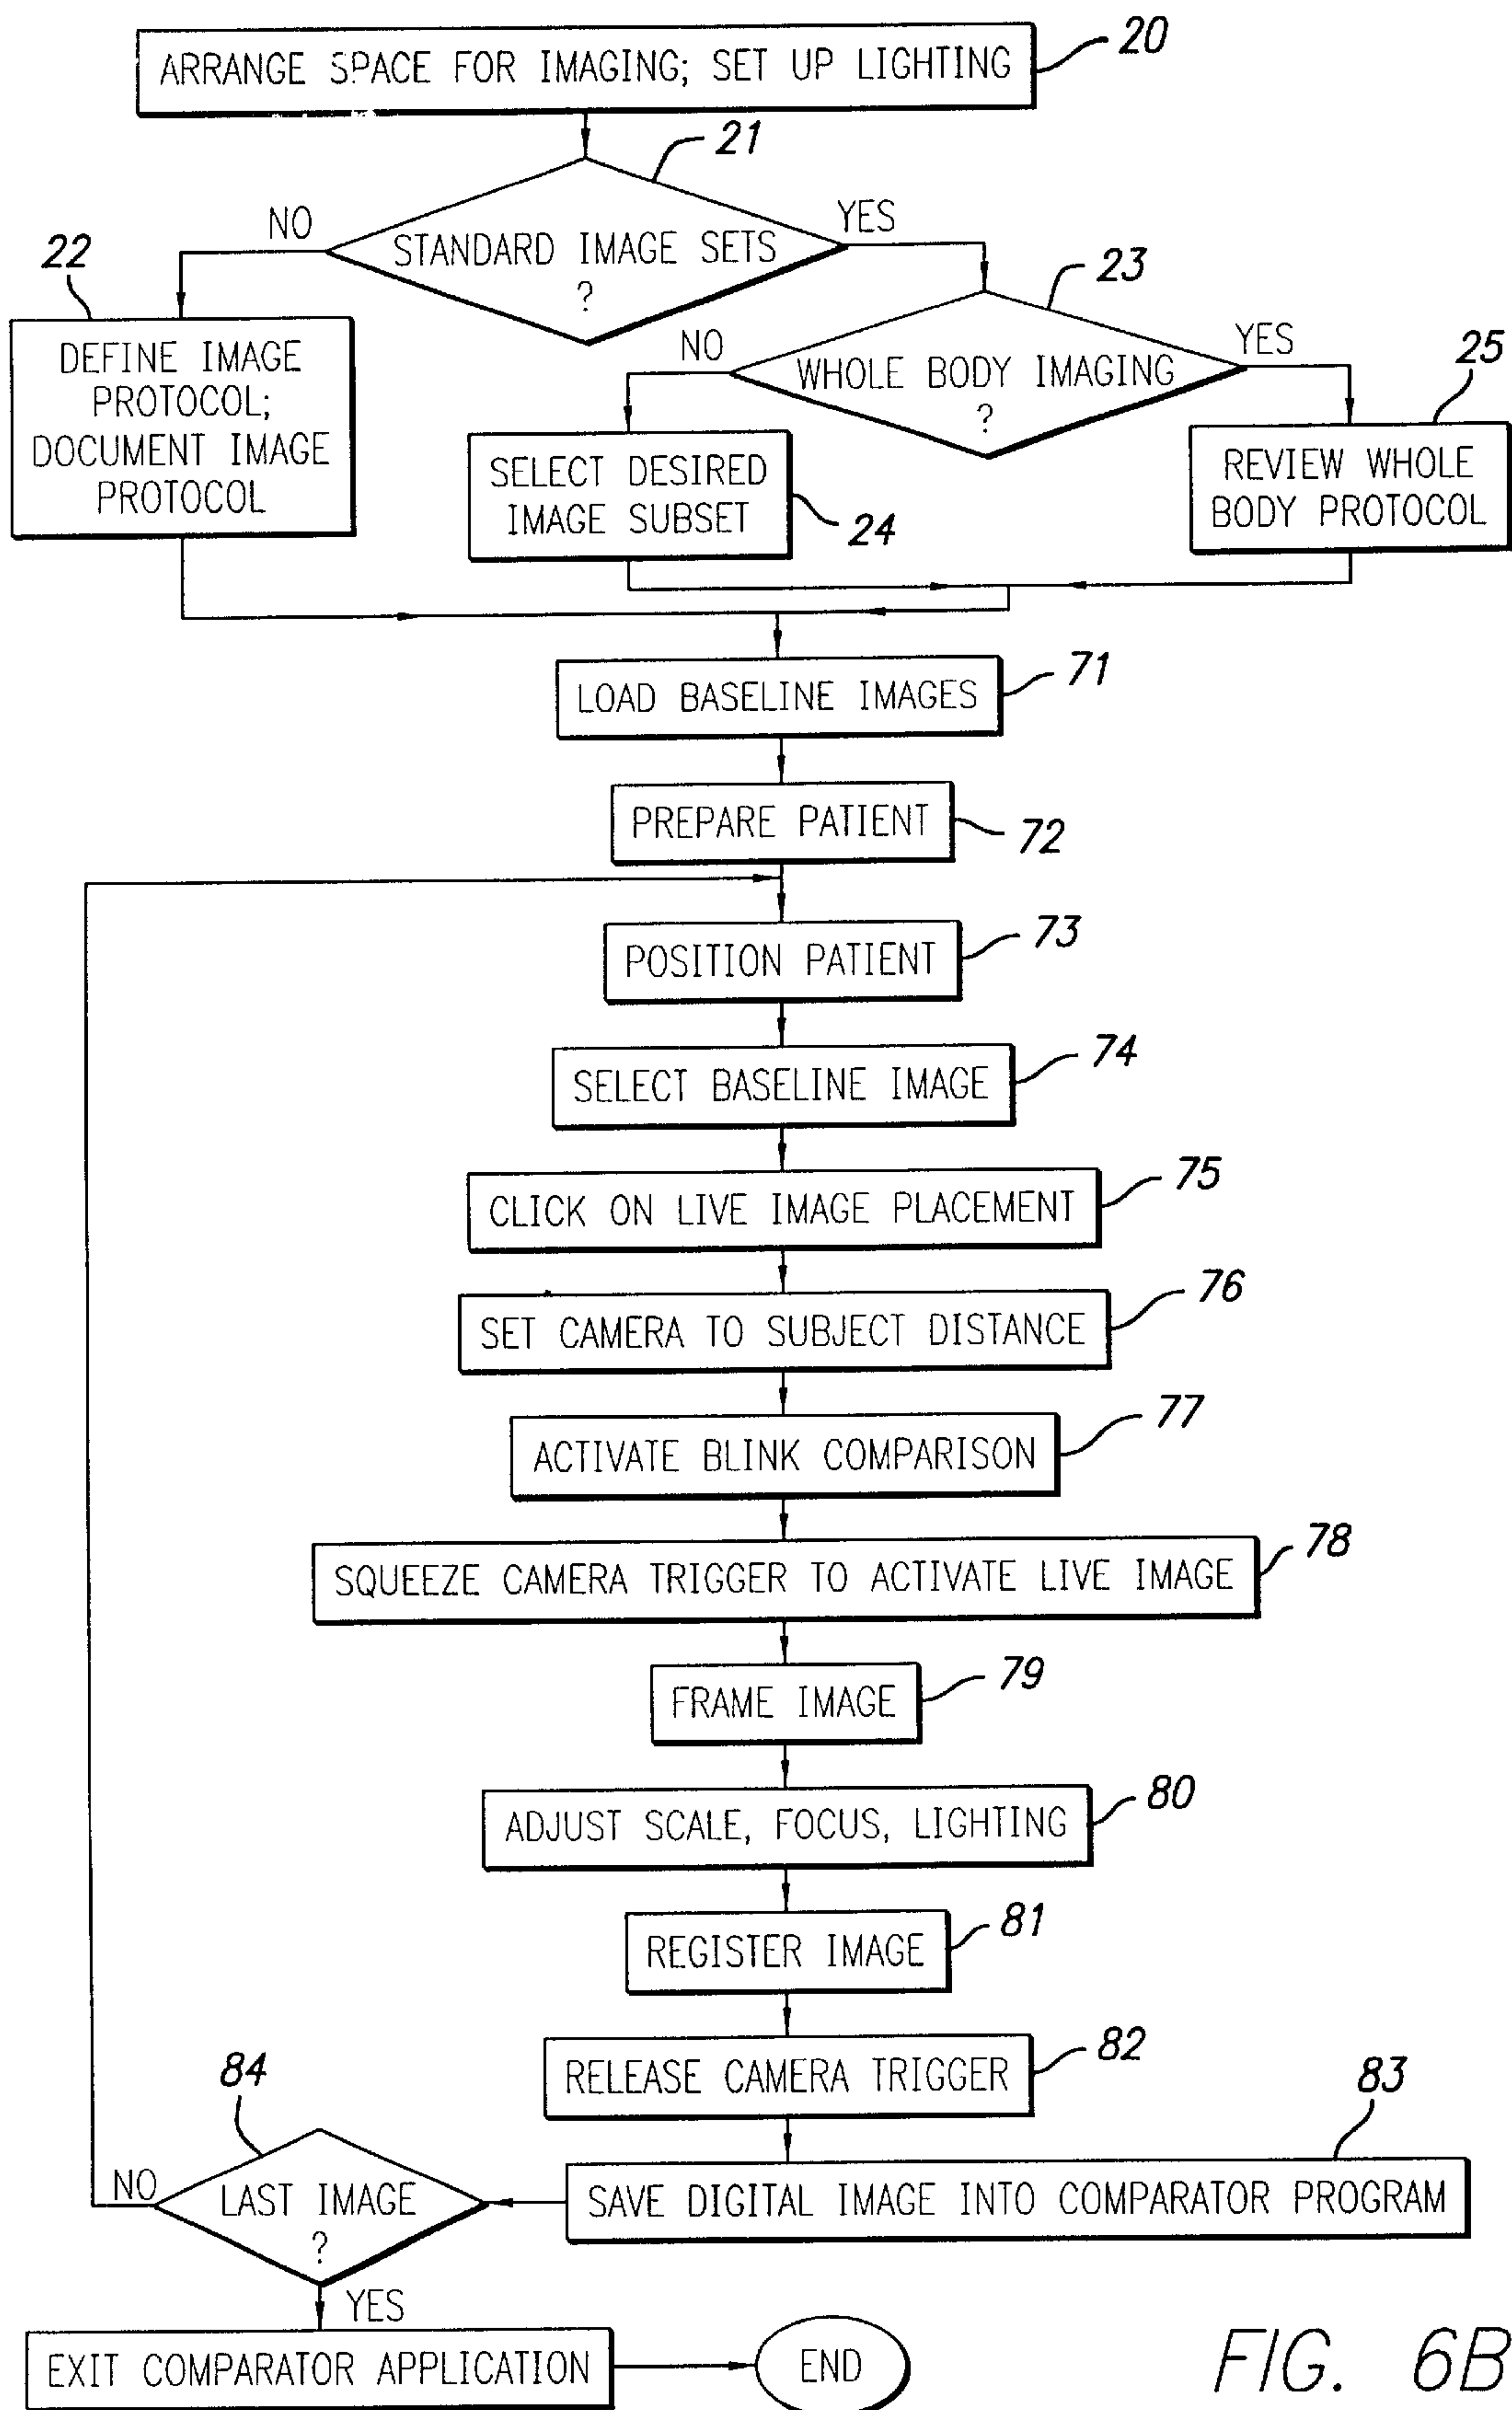 ARRANGE SPACE FOR IMAGING; SET UP LIGHTING
20
21
NO
YES
STANDARD IMAGE SETS
?
22
23
DEFINE IMAGE
PROTOCOL;
DOCUMENT IMAGE
PROTOCOL
NO
YES
WHOLE BODY IMAGING
?
25
SELECT DESIRED
IMAGE SUBSET
24
REVIEW WHOLE
BODY PROTOCOL
LOAD BASELINE IMAGES
71
PREPARE PATIENT
72
POSITION PATIENT
73
SELECT BASELINE IMAGE
74
CLICK ON LIVE IMAGE PLACEMENT
75
SET CAMERA TO SUBJECT DISTANCE
76
ACTIVATE BLINK COMPARISON
77
SQUEEZE CAMERA TRIGGER TO ACTIVATE LIVE IMAGE
78
FRAME IMAGE
79
ADJUST SCALE, FOCUS, LIGHTING
80
REGISTER IMAGE
81
RELEASE CAMERA TRIGGER
82
83
SAVE DIGITAL IMAGE INTO COMPARATOR PROGRAM
84
NO
LAST IMAGE
?
YES
EXIT COMPARATOR APPLICATION
END
FIG. 6B